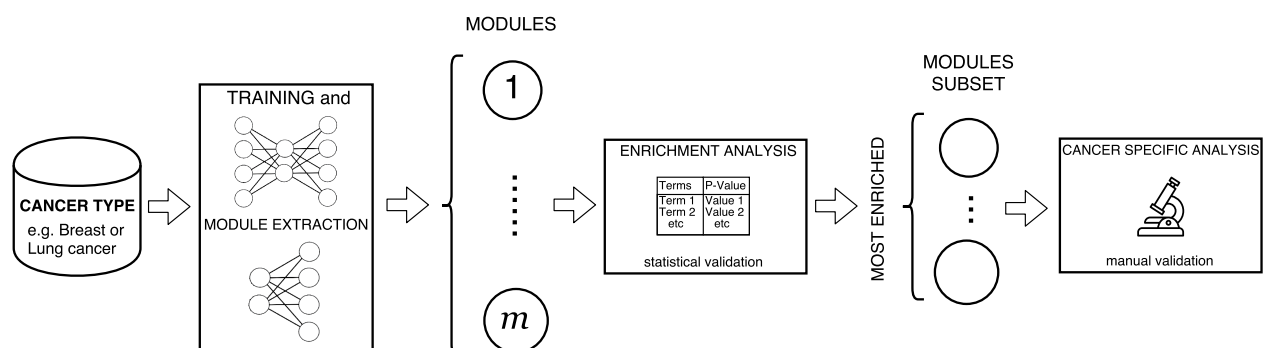 CANCER TYPE
e.g. Breast or
Lung cancer
TRAINING and
MODULE EXTRACTION
MODULES
1
m
ENRICHMENT ANALYSIS
Terms P-Value
Term 1 Value 1
Term 2 Value 2
etc etc
statistical validation
MOST ENRICHED
MODULES
SUBSET
CANCER SPECIFIC ANALYSIS
manual validation